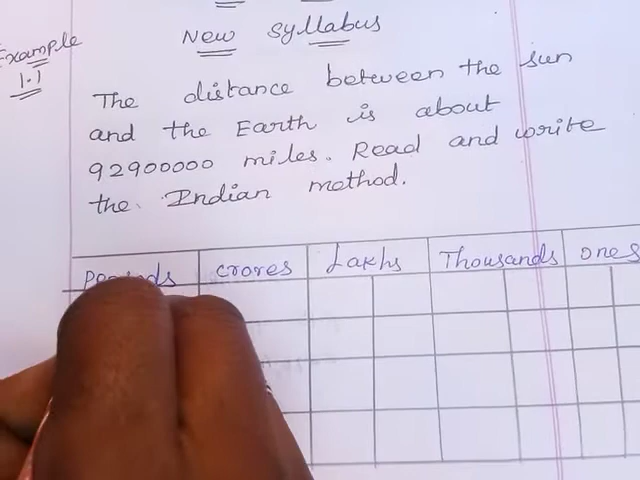 New Syllabus
Example
1.1
The distance between the sun
and the Earth is about
92900000 miles. Read and write
the Indian method.
Periods crores Lakhs Thousands ones